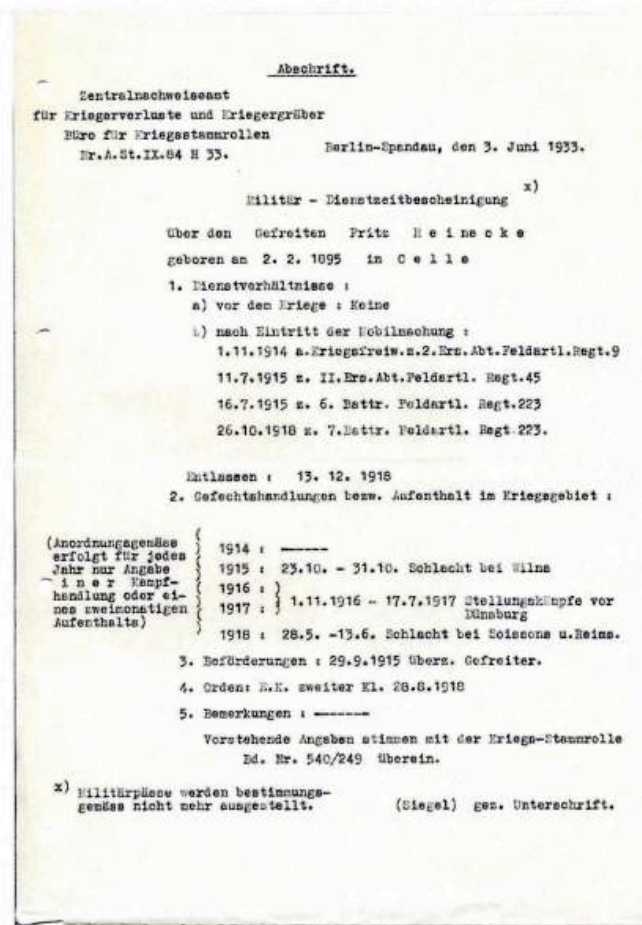 Abschrift.
Zentralnachweiseamt
für Kriegerverluste und Kriegergräber
Büro für Kriegsstammrollen
Nr.A.St.IX.84 H 33.
Berlin-Spandau, den 3. Juni 1933.
Militär - Dienstzeitbescheinigung x)
über den Gefreiten Fritz H e i n e c k e
geboren am 2. 2. 1895 in C e l l e
1. Dienstverhältnisse :
a) vor dem Kriege : Keine
b) nach Eintritt der Mobilmachung :
1.11.1914 a.Kriegsfreiw.z.2.Ers.Abt.Feldartl.Regt.9
11.7.1915 z. II.Ers.Abt.Feldartl. Regt.45
16.7.1915 z. 6. Battr. Feldartl. Regt.223
26.10.1918 z. 7.Battr. Feldartl. Regt.223.
Entlassen : 13. 12. 1918
2. Gefechtshandlungen bezw. Aufenthalt im Kriegsgebiet :
(Anordnungsgemäss
erfolgt für jedes
Jahr nur Angabe
e i n e r Kampf-
handlung oder ei-
nes zweimonatigen
Aufenthalts)
1914 : ------
1915 : 23.10. - 31.10. Schlacht bei Wilna
1916 :
1917 :
1.11.1916 - 17.7.1917 Stellungskämpfe vor
Dünaburg
1918 : 28.5. -13.6. Schlacht bei Soissons u.Reims.
3. Beförderungen : 29.9.1915 überz. Gefreiter.
4. Orden: E.K. zweiter Kl. 28.8.1918
5. Bemerkungen : ------
Vorstehende Angaben stimmen mit der Kriegs-Stammrolle
Bd. Nr. 540/249 überein.
x) Militärpässe werden bestimmungs-
gemäss nicht mehr ausgestellt.
(Siegel) gez. Unterschrift.